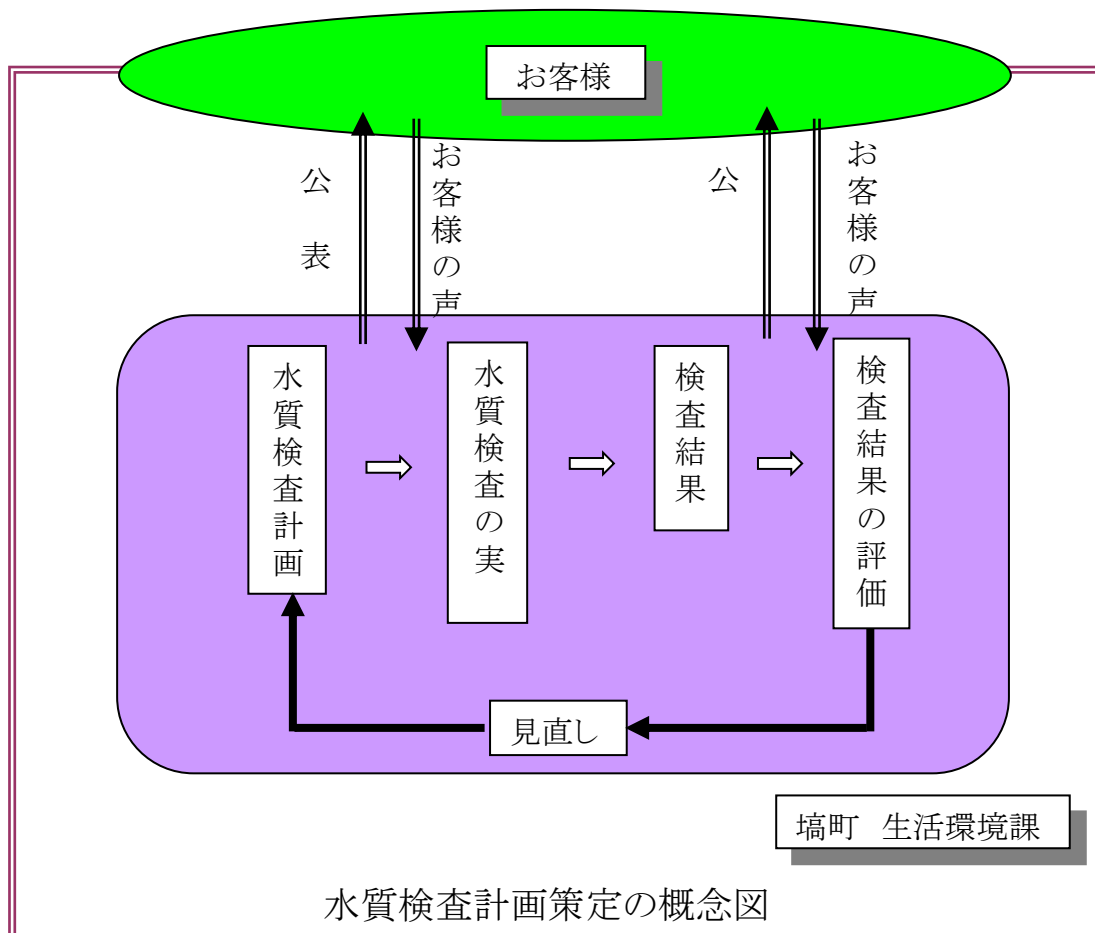 お客様
公表
お客様の声
公
お客様の声
水質検査計画
水質検査の実
検査結果
検査結果の評価
見直し
塙町 生活環境課
水質検査計画策定の概念図